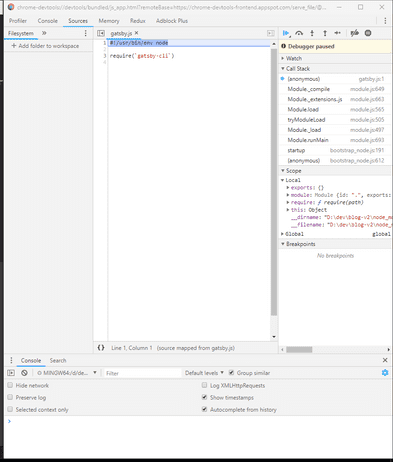 chrome-devtools://devtools/bundled/js_app.html?remoteBase=https://chrome-devtools-frontend.appspot.com/serve_file/@...
Profiler Console Sources Memory Redux Adblock Plus
Filesystem »
gatsby.js ×
+ Add folder to workspace
1 #!/usr/bin/env node
2
3 require('gatsby-cli')
4
Debugger paused
Watch
Call Stack
(anonymous) gatsby.js:1
Module._compile module.js:649
Module._extensions.js module.js:663
Module.load module.js:565
tryModuleLoad module.js:505
Module._load module.js:497
Module.runMain module.js:693
startup bootstrap_node.js:191
(anonymous) bootstrap_node.js:612
Scope
Local
exports: {}
module: Module {id: ".", exports:
require: ƒ require(path)
this: Object
__dirname: "D:\dev\blog-v2\node_m
__filename: "D:\dev\blog-v2\node_
Global global
Breakpoints
No breakpoints
{} Line 1, Column 1 (source mapped from gatsby.js)
Console Search
MINGW64:/d/de... Filter Default levels ▼ Group similar
Hide network Log XMLHttpRequests
Preserve log Show timestamps
Selected context only Autocomplete from history